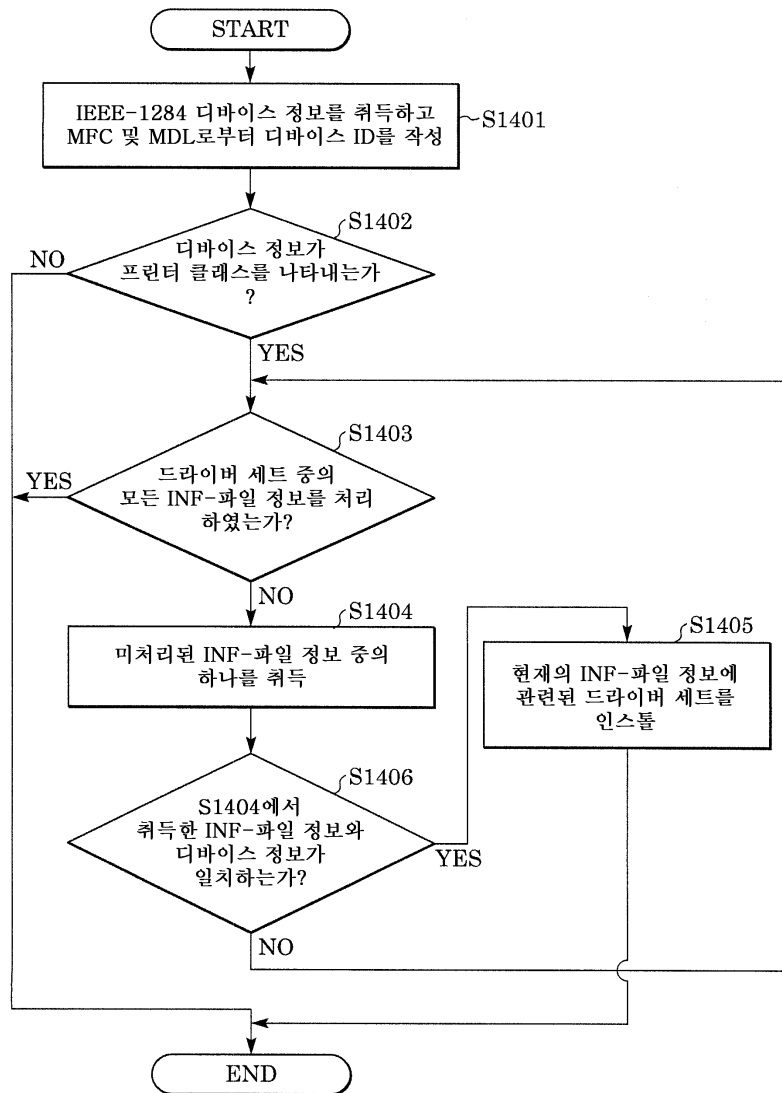 START
IEEE-1284 디바이스 정보를 취득하고
MFC 및 MDL로부터 디바이스 ID를 작성
S1401
S1402
디바이스 정보가
프린터 클래스를 나타내는가
?
NO
YES
S1403
드라이버 세트 중의
모든 INF-파일 정보를 처리
하였는가?
YES
NO
S1404
미처리된 INF-파일 정보 중의
하나를 취득
S1405
현재의 INF-파일 정보에
관련된 드라이버 세트를
인스톨
S1406
S1404에서
취득한 INF-파일 정보와
디바이스 정보가
일치하는가?
YES
NO
END